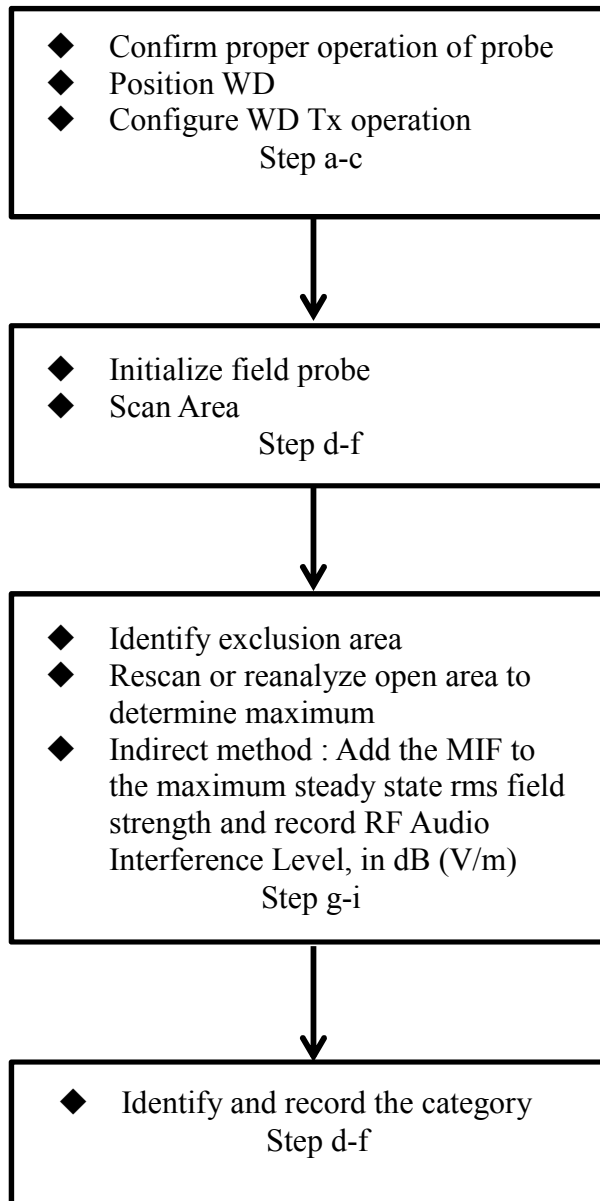 ◆ Confirm proper operation of probe
◆ Position WD
◆ Configure WD Tx operation
Step a-c
◆ Initialize field probe
◆ Scan Area
Step d-f
◆ Identify exclusion area
◆ Rescan or reanalyze open area to
determine maximum
◆ Indirect method : Add the MIF to
the maximum steady state rms field
strength and record RF Audio
Interference Level, in dB (V/m)
Step g-i
◆ Identify and record the category
Step d-f